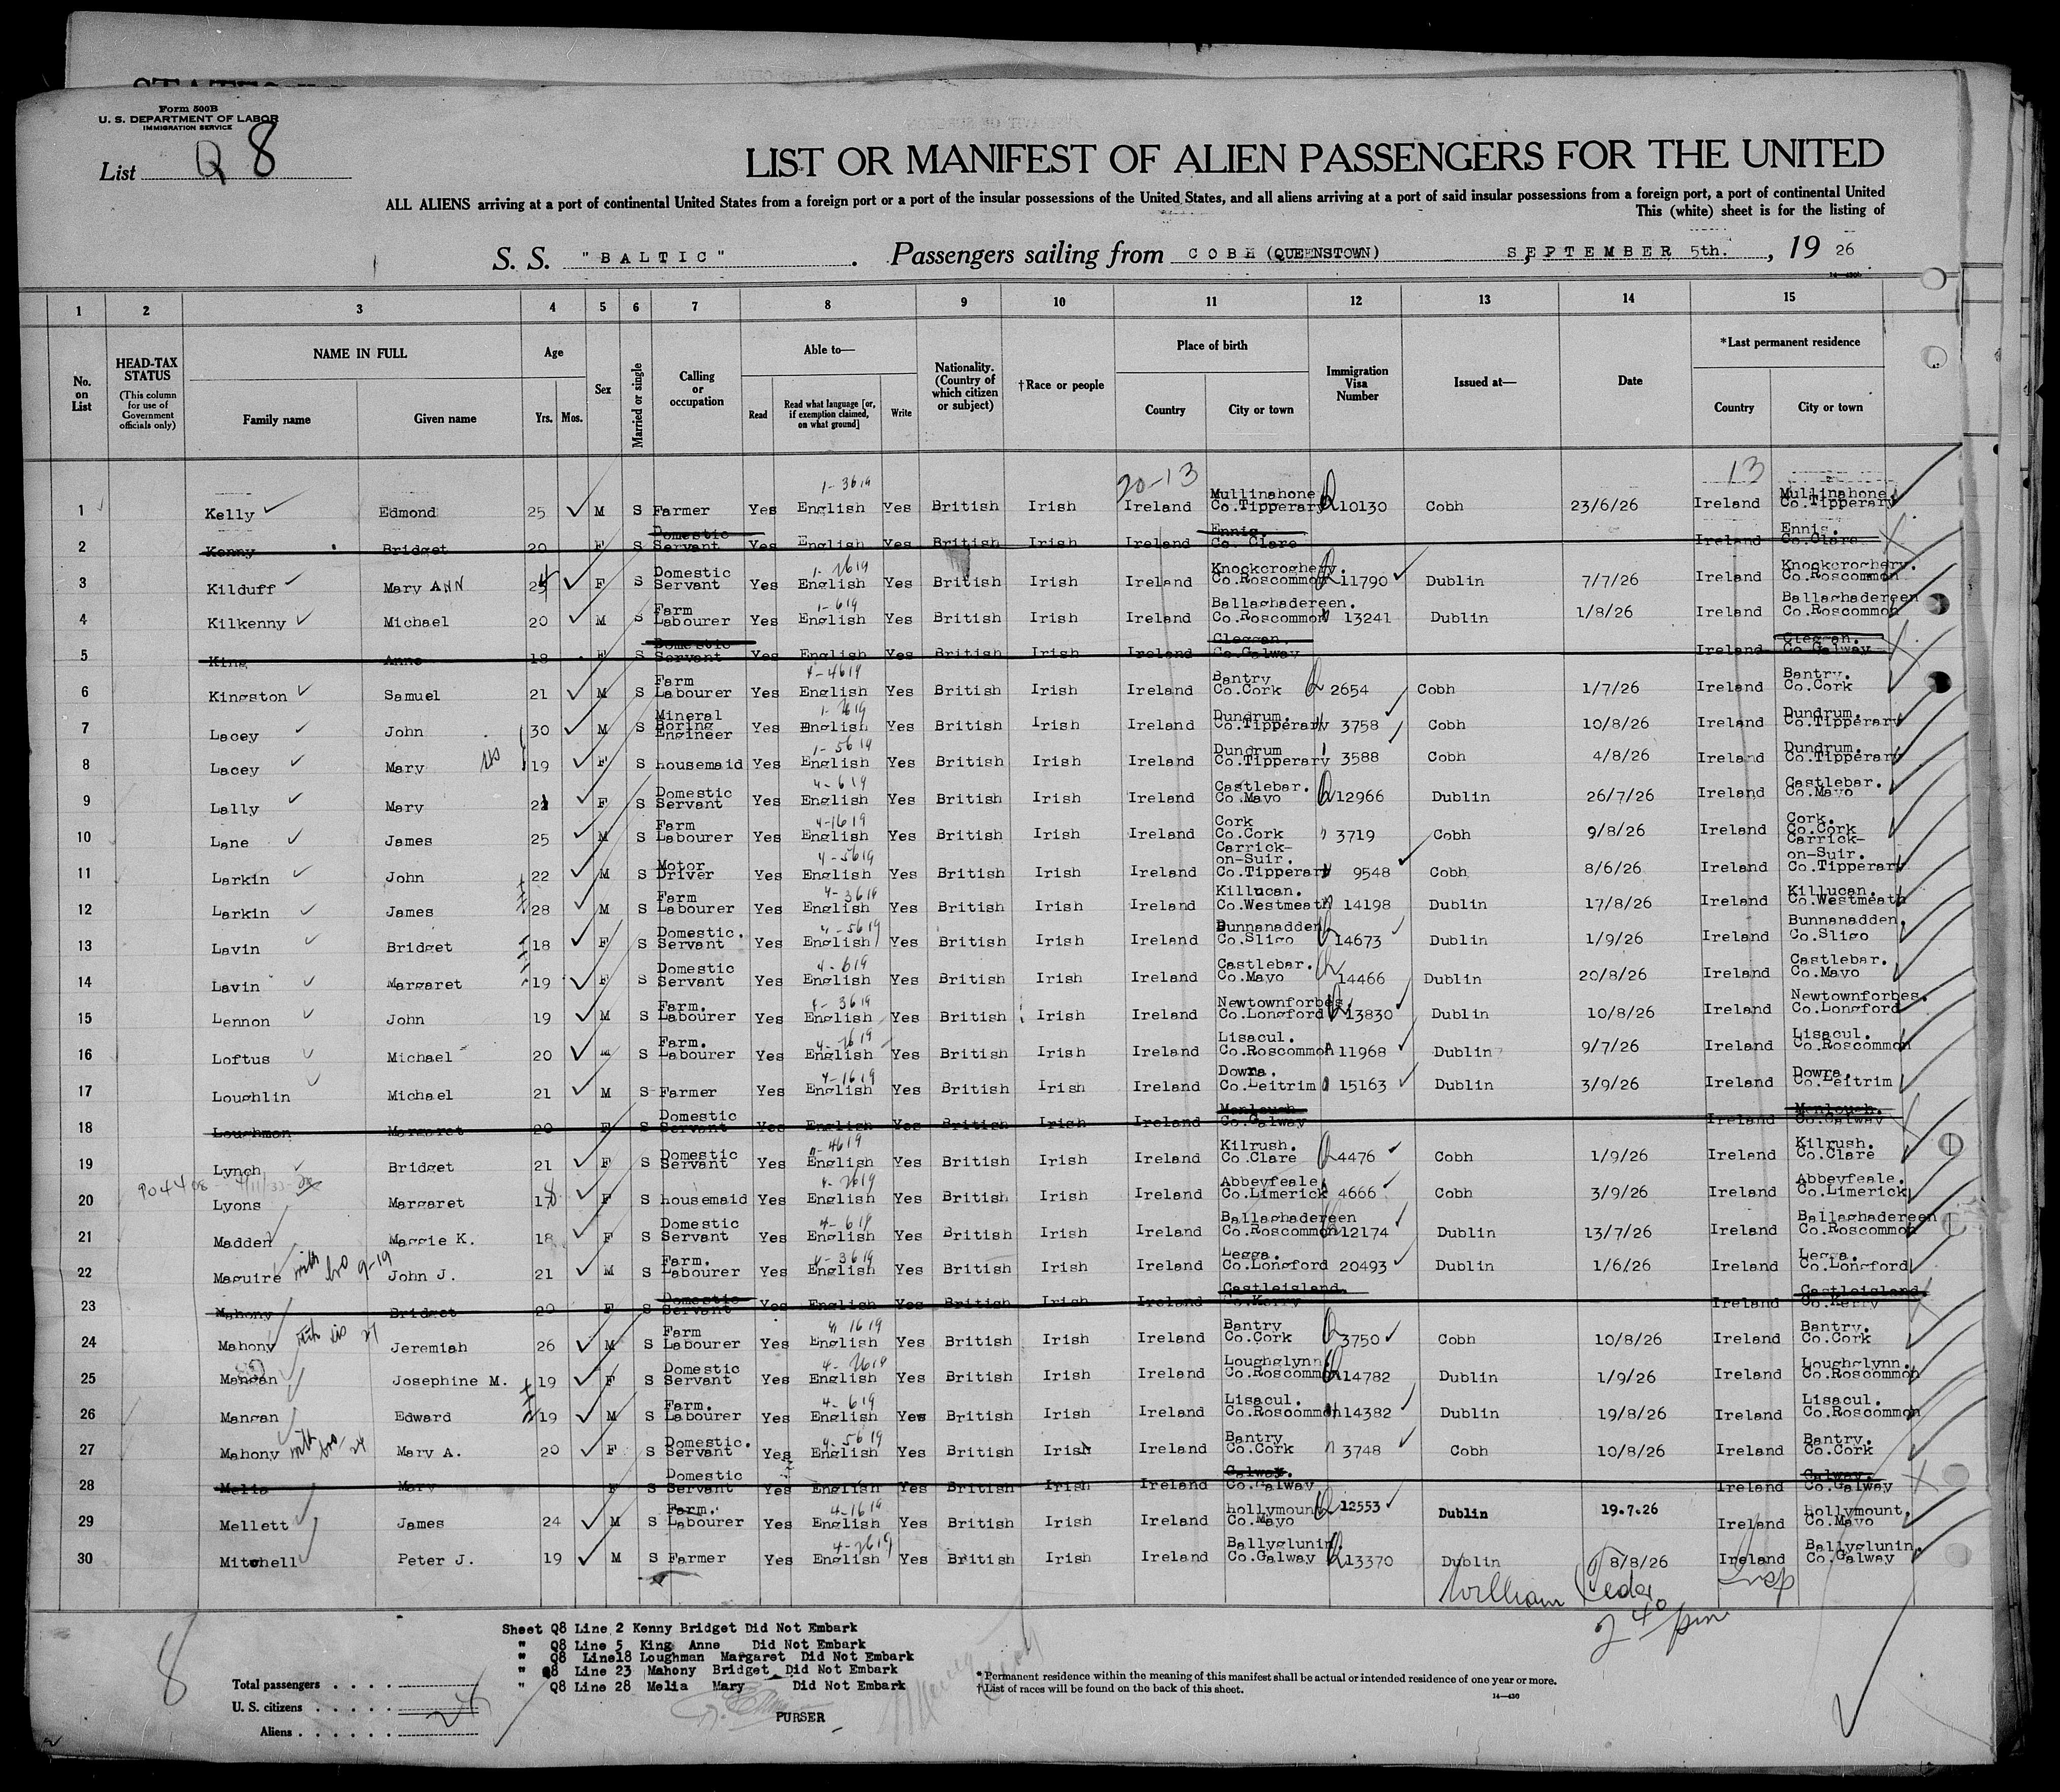 Form 500B
U. S. DEPARTMENT OF LABOR
IMMIGRATION SERVICE
List Q 8
LIST OR MANIFEST OF ALIEN PASSENGERS FOR THE UNITED
ALL ALIENS arriving at a port of continental United States from a foreign port or a port of the insular possessions of the United States, and all aliens arriving at a port of said insular possessions from a foreign port, a port of continental United
This (white) sheet is for the listing of
S. S. "BALTIC". Passengers sailing from COBH (QUEENSTOWN) SEPTEMBER 5th., 19 26
1 2 3 4 5 6 7 8 9 10 11 12 13 14 15
No. on List
HEAD-TAX STATUS (This column for use of Government officials only)
NAME IN FULL
Family name Given name
Age
Yrs. Mos.
Sex
Married or single
Calling or occupation
Able to—
Read Read what language [or, if exemption claimed, on what ground] Write
Nationality. (Country of which citizen or subject)
†Race or people
Place of birth
Country City or town
Immigration Visa Number
Issued at—
Date
*Last permanent residence
Country City or town
20-13 13
1 Kelly Edmond 25 M S Farmer Yes English Yes British Irish Ireland Mullinahone Co.Tipperary 10130 Cobh 23/6/26 Ireland Mullinahone. Co.Tipperary
2 Kenny Bridget 20 F S Domestic Servant Yes English Yes British Irish Ireland Ennis. Co. Clare Ireland Ennis. Co.Clare
3 Kilduff Mary ANN F S Domestic Servant Yes English Yes British Irish Ireland Knockcroghery. Co.Roscommon 11790 Dublin 7/7/26 Ireland Knockcroghery. Co.Roscommon
4 Kilkenny Michael 20 M S Farm Labourer Yes English Yes British Irish Ireland Ballaghadereen. Co.Roscommon 13241 Dublin 1/8/26 Ireland Ballaghadereen Co.Roscommon
5 King Anne 18 F S Domestic Servant Yes English Yes British Irish Ireland Cleggan. Co.Galway Ireland Cleggan. Co.Galway
6 Kingston Samuel 21 M S Farm Labourer Yes English Yes British Irish Ireland Bantry Co.Cork 2654 Cobh 1/7/26 Ireland Bantry. Co.Cork
7 Lacey John 30 M S Mineral Boring Engineer Yes English Yes British Irish Ireland Dundrum. Co.Tipperary 3758 Cobh 10/8/26 Ireland Dundrum. Co.Tipperary
8 Lacey Mary sis 19 F S housemaid Yes English Yes British Irish Ireland Dundrum Co.Tipperary 3588 Cobh 4/8/26 Ireland Dundrum. Co.Tipperary
9 Lally Mary F S Domestic Servant Yes English Yes British Irish Ireland Castlebar. Co.Mayo 12966 Dublin 26/7/26 Ireland Castlebar. Co.Mayo
10 Lane James 25 M S Farm Labourer Yes English Yes British Irish Ireland Cork Co.Cork 3719 Cobh 9/8/26 Ireland Cork. Co.Cork
11 Larkin John 22 M S Motor Driver Yes English Yes British Irish Ireland Carrick-on-Suir. Co.Tipperary 9548 Cobh 8/6/26 Ireland Carrick-on-Suir. Co.Tipperary
12 Larkin James 28 M S Farm Labourer Yes English Yes British Irish Ireland Killucan. Co.Westmeath 14198 Dublin 17/8/26 Ireland Killucan. Co.Westmeath
13 Lavin Bridget 18 F S Domestic. Servant Yes English Yes British Irish Ireland Bunnanadden Co.Sligo 14673 Dublin 1/9/26 Ireland Bunnanadden. Co.Sligo
14 Lavin Margaret 19 F S Domestic Servant Yes English Yes British Irish Ireland Castlebar. Co.Mayo 14466 Dublin 20/8/26 Ireland Castlebar. Co.Mayo
15 Lennon John 19 M S Farm. Labourer Yes English Yes British Irish Ireland Newtownforbes. Co.Longford 13830 Dublin 10/8/26 Ireland Newtownforbes. Co.Longford
16 Loftus Michael 20 M S Farm. Labourer Yes English Yes British Irish Ireland Lisacul. Co.Roscommon 11968 Dublin 9/7/26 Ireland Lisacul. Co.Roscommon
17 Loughlin Michael 21 M S Farmer Yes English Yes British Irish Ireland Dowra. Co.Leitrim 15163 Dublin 3/9/26 Ireland Dowra. Co.Leitrim
18 Loughman Margaret 20 F S Domestic Servant Yes English Yes British Irish Ireland Menlough Co.Galway Ireland Menlough. Co.Galway
19 Lynch Bridget 21 F S Domestic Servant Yes English Yes British Irish Ireland Kilrush. Co.Clare 4476 Cobh 1/9/26 Ireland Kilrush. Co.Clare
20 Lyons Margaret F S housemaid Yes English Yes British Irish Ireland Abbeyfeale. Co.Limerick 4666 Cobh 3/9/26 Ireland Abbeyfeale. Co.Limerick
21 Madden Maggie K. 18 F S Domestic Servant Yes English Yes British Irish Ireland Ballaghadereen Co.Roscommon 12174 Dublin 13/7/26 Ireland Ballaghadereen Co.Roscommon
22 Maguire with bro 9-19 John J. 21 M S Farm. Labourer Yes English Yes British Irish Ireland Legga. Co.Longford 20493 Dublin 1/6/26 Ireland Legga. Co.Longford
23 Mahony Bridget 20 F S Domestic Servant Yes English Yes British Irish Ireland Castleisland. Co.Kerry Ireland Castleisland Co.Kerry
24 Mahony with sis 27 Jeremiah 26 M S Farm Labourer Yes English Yes British Irish Ireland Bantry Co.Cork 3750 Cobh 10/8/26 Ireland Bantry. Co.Cork
25 Mangan Josephine M. 19 F S Domestic Servant Yes English Yes British Irish Ireland Loughglynn. Co.Roscommon 14782 Dublin 1/9/26 Ireland Loughglynn. Co.Roscommon
26 Mangan Edward 19 M S Farm. Labourer Yes English Yes British Irish Ireland Lisacul. Co.Roscommon 14382 Dublin 19/8/26 Ireland Lisacul. Co.Roscommon
27 Mahony with bro 24 Mary A. 20 F S Domestic. Servant Yes English Yes British Irish Ireland Bantry Co.Cork 3748 Cobh 10/8/26 Ireland Bantry. Co.Cork
28 Melia Mary F S Domestic Servant Yes English Yes British Irish Ireland Galway. Co.Galway Ireland Galway. Co.Galway
29 Mellett James 24 M S Farm. Labourer Yes English Yes British Irish Ireland hollymount Co.Mayo 12553 Dublin 19.7.26 Ireland hollymount. Co.Mayo
30 Mitchell Peter J. 19 M S Farmer Yes English Yes British Irish Ireland Ballyglunin. Co.Galway 13370 Dublin 8/8/26 Ireland Ballyglunin. Co.Galway
William Insp
2 40 pm
Sheet Q8 Line 2 Kenny Bridget Did Not Embark
" Q8 Line 5 King Anne Did Not Embark
" Q8 Line18 Loughman Margaret Did Not Embark
" Q8 Line 23 Mahony Bridget Did Not Embark
" Q8 Line 28 Melia Mary Did Not Embark
PURSER
8
Total passengers
U. S. citizens
Aliens
* Permanent residence within the meaning of this manifest shall be actual or intended residence of one year or more.
† List of races will be found on the back of this sheet.
14—430